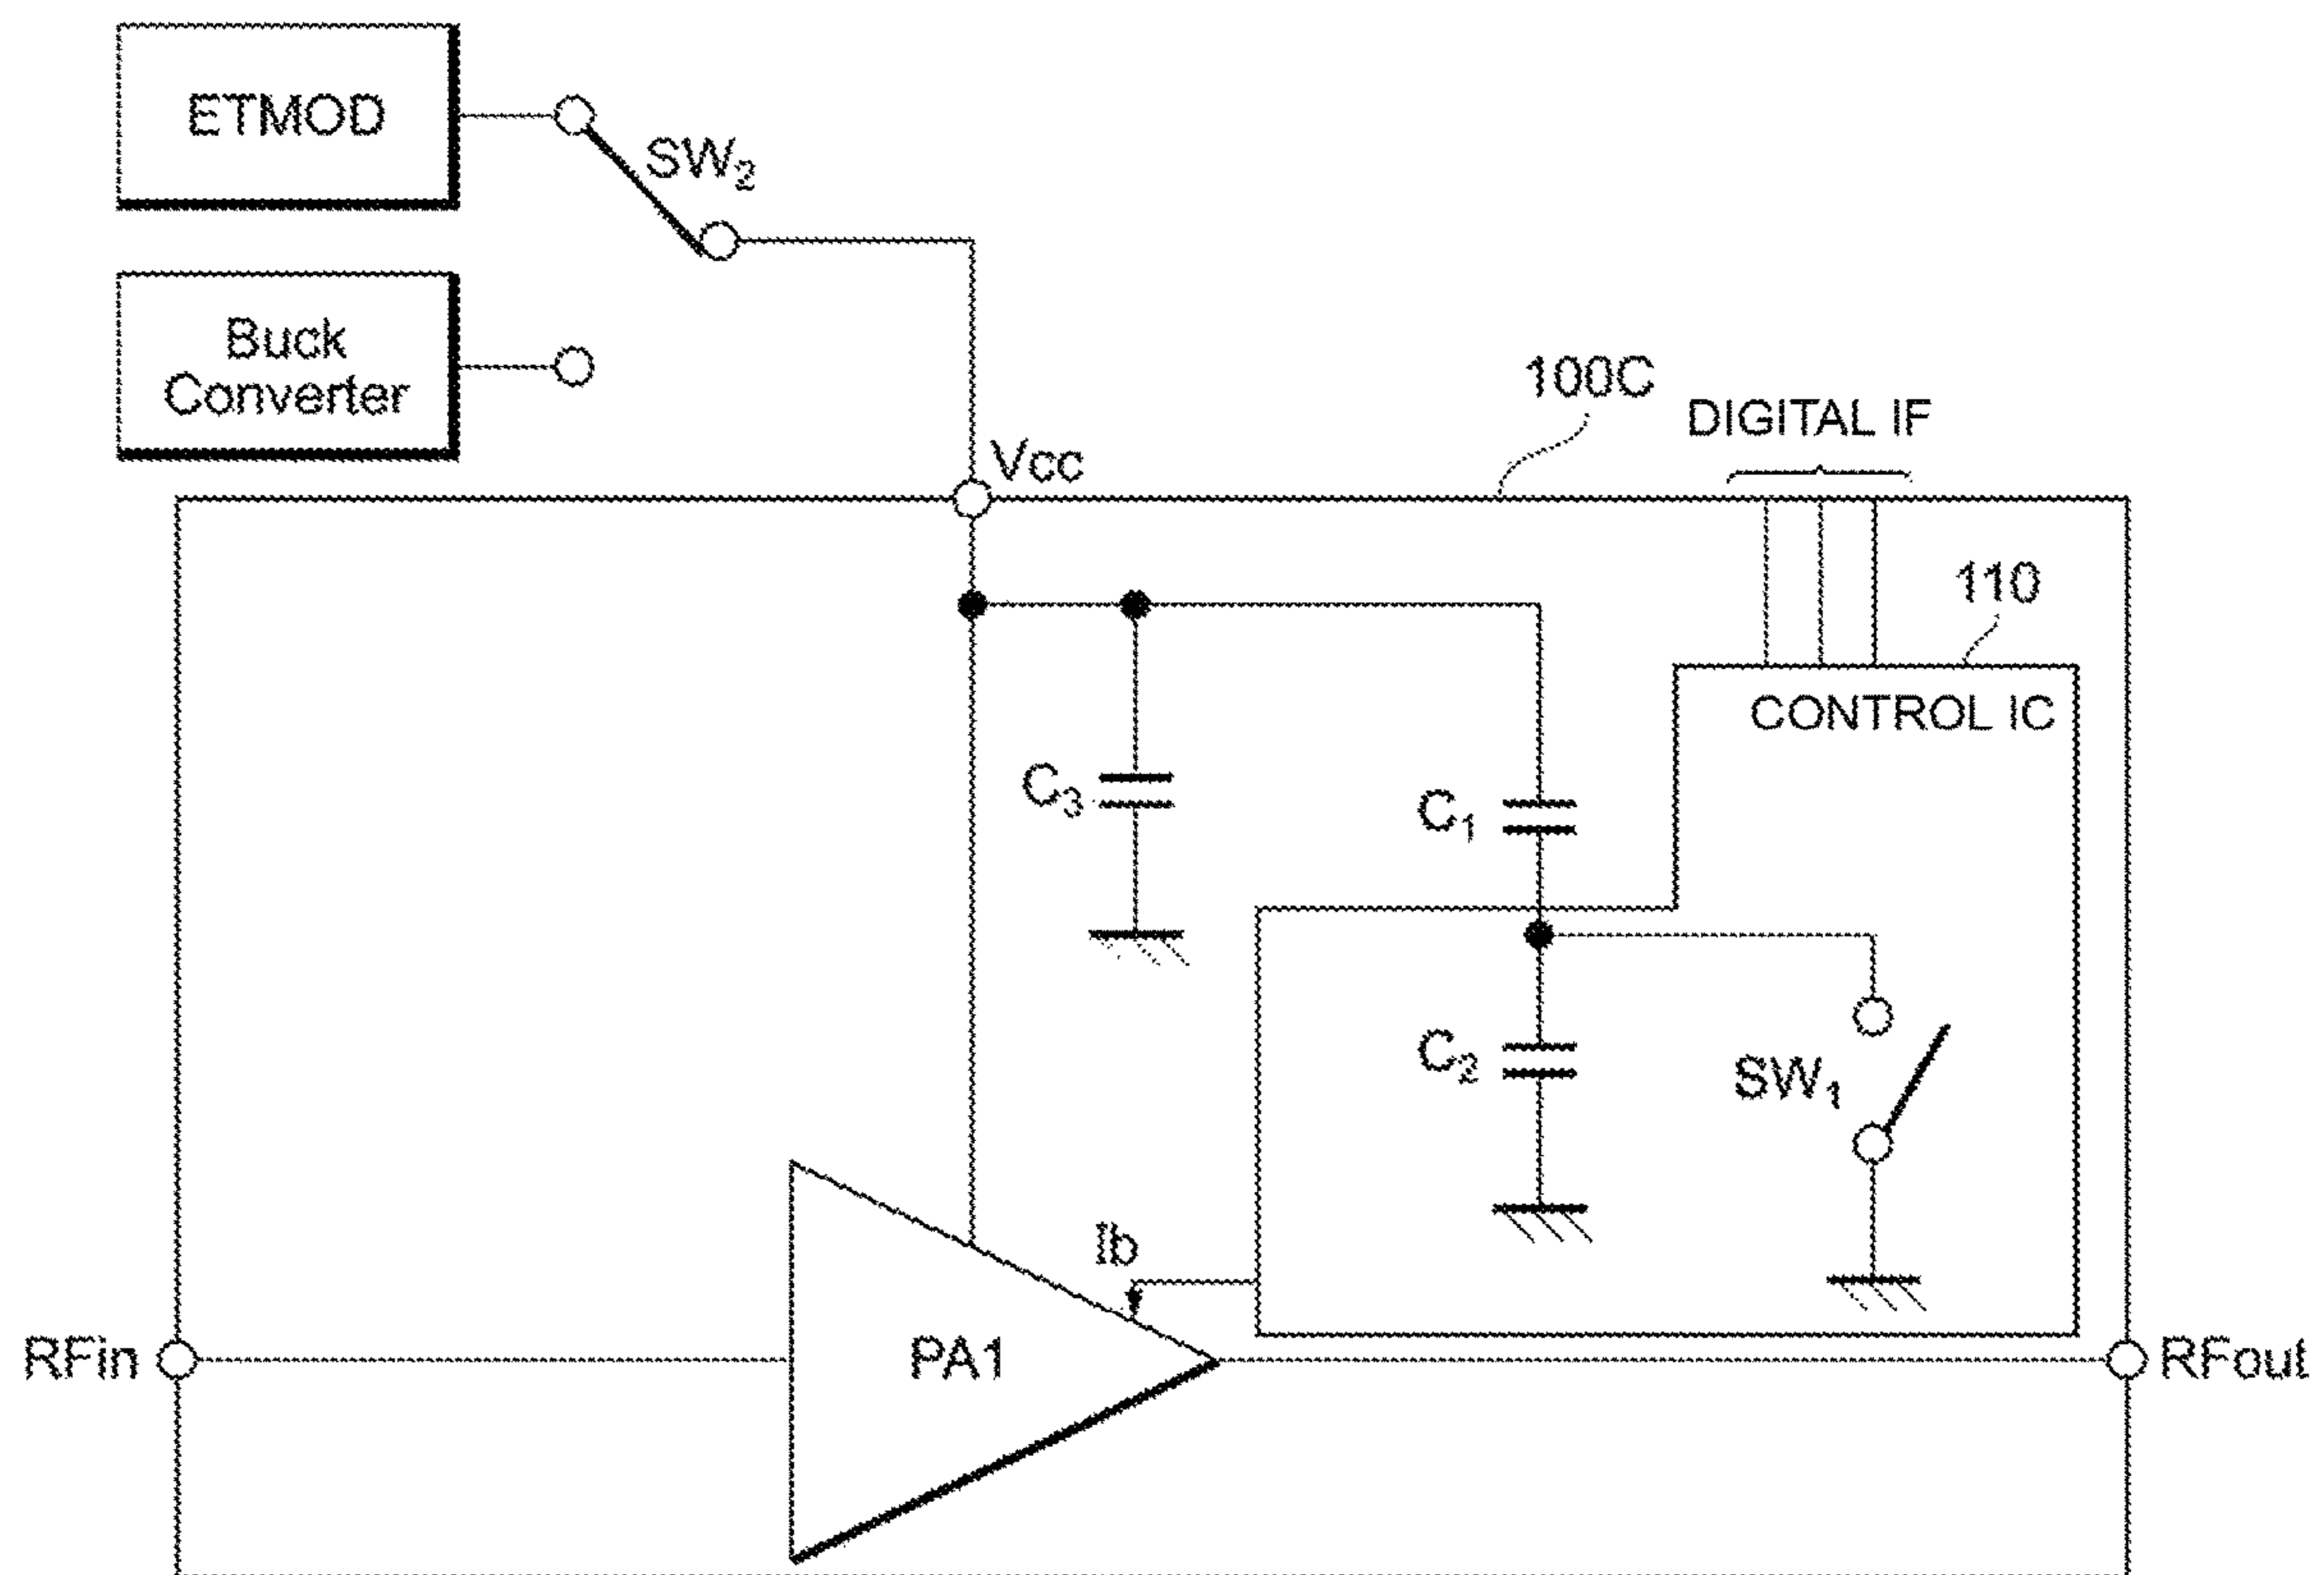 ETMOD
SW₂
Buck
Converter
Vcc
100C
DIGITAL IF
110
CONTROL IC
C₃
C₁
C₂
SW₁
Ib
RFin
PA1
RFout